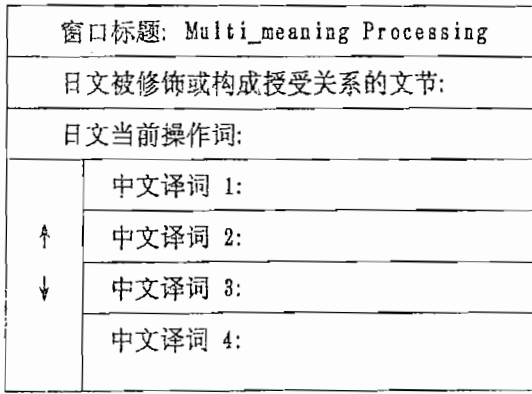 窗口标题: Multi_meaning Processing
日文被修饰或构成授受关系的文节:
日文当前操作词:
中文译词 1:
↑ 中文译词 2:
↓ 中文译词 3:
中文译词 4: